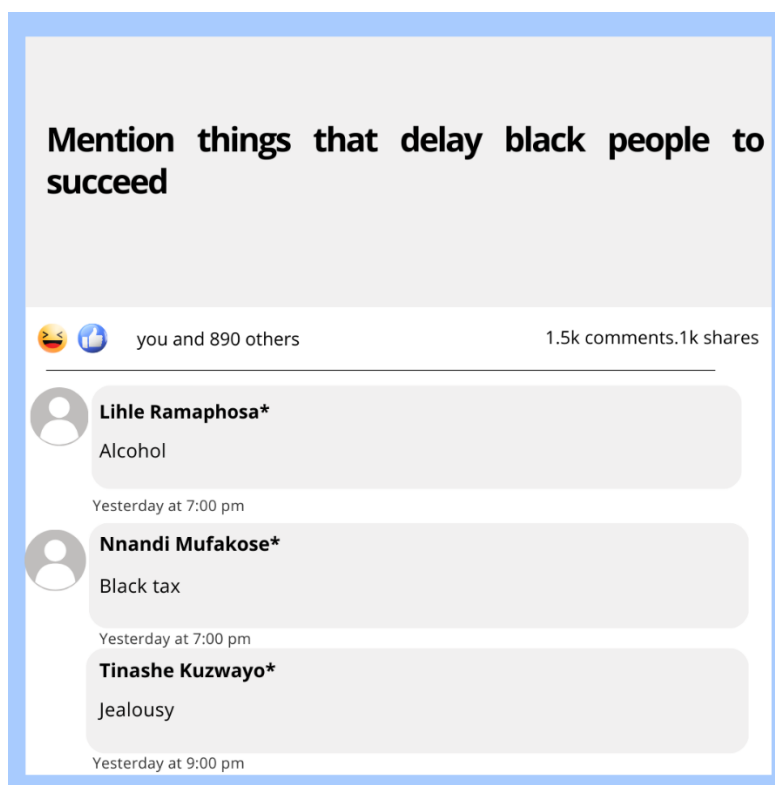 Mention things that delay black people to
succeed
you and 890 others
1.5k comments.1k shares
Lihle Ramaphosa*
Alcohol
Yesterday at 7:00 pm
Nnandi Mufakose*
Black tax
Yesterday at 7:00 pm
Tinashe Kuzwayo*
Jealousy
Yesterday at 9:00 pm